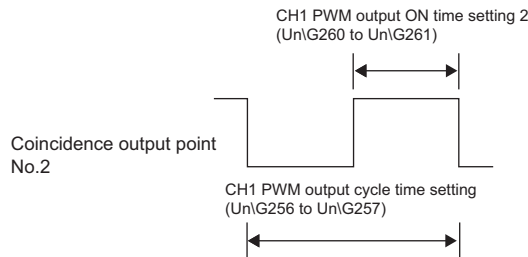 CH1 PWM output ON time setting 2
(Un\G260 to Un\G261)
Coincidence output point
No.2
CH1 PWM output cycle time setting
(Un\G256 to Un\G257)